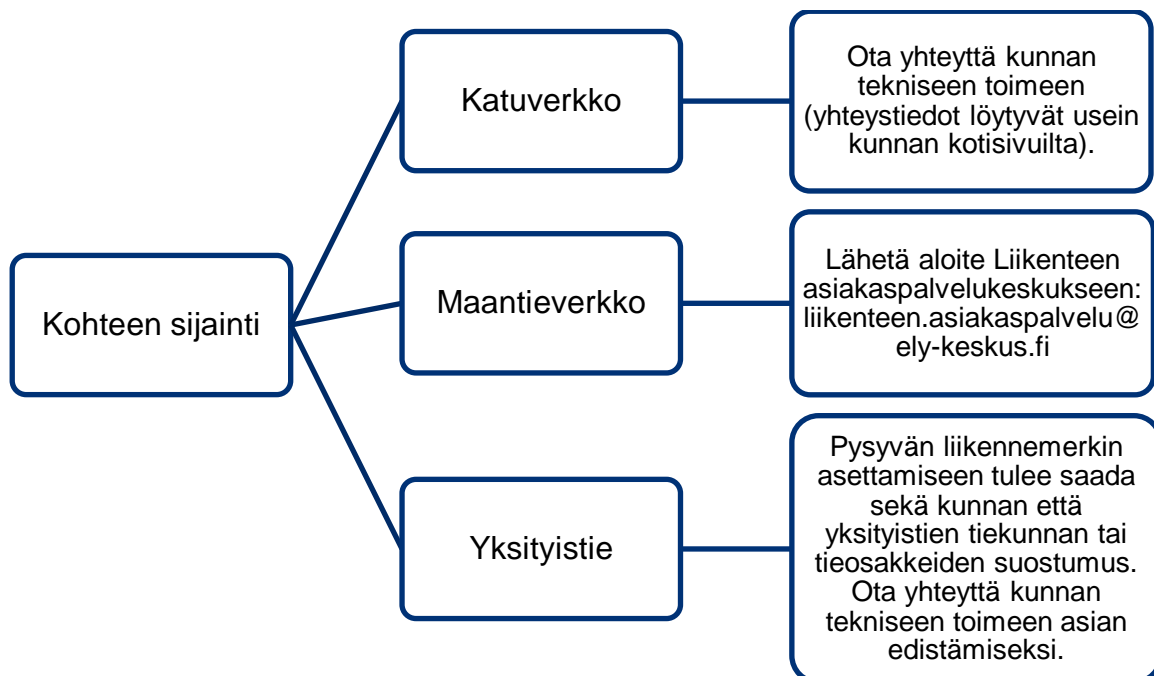 Kohteen sijainti
Katuverkko
Ota yhteyttä kunnan
tekniseen toimeen
(yhteystiedot löytyvät usein
kunnan kotisivuilta).
Maantieverkko
Lähetä aloite Liikenteen
asiakaspalvelukeskukseen:
liikenteen.asiakaspalvelu@
ely-keskus.fi
Yksityistie
Pysyvän liikennemerkin
asettamiseen tulee saada
sekä kunnan että
yksityistien tiekunnan tai
tieosakkeiden suostumus.
Ota yhteyttä kunnan
tekniseen toimeen asian
edistämiseksi.